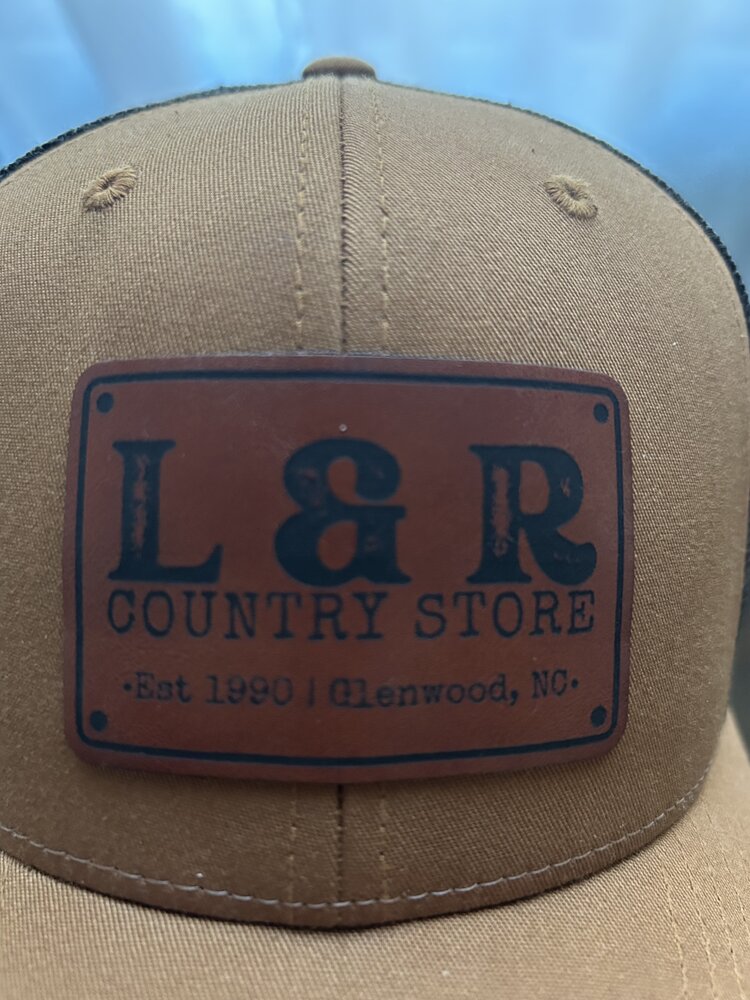 L & R
COUNTRY STORE
·Est 1990 | Glenwood, NC·